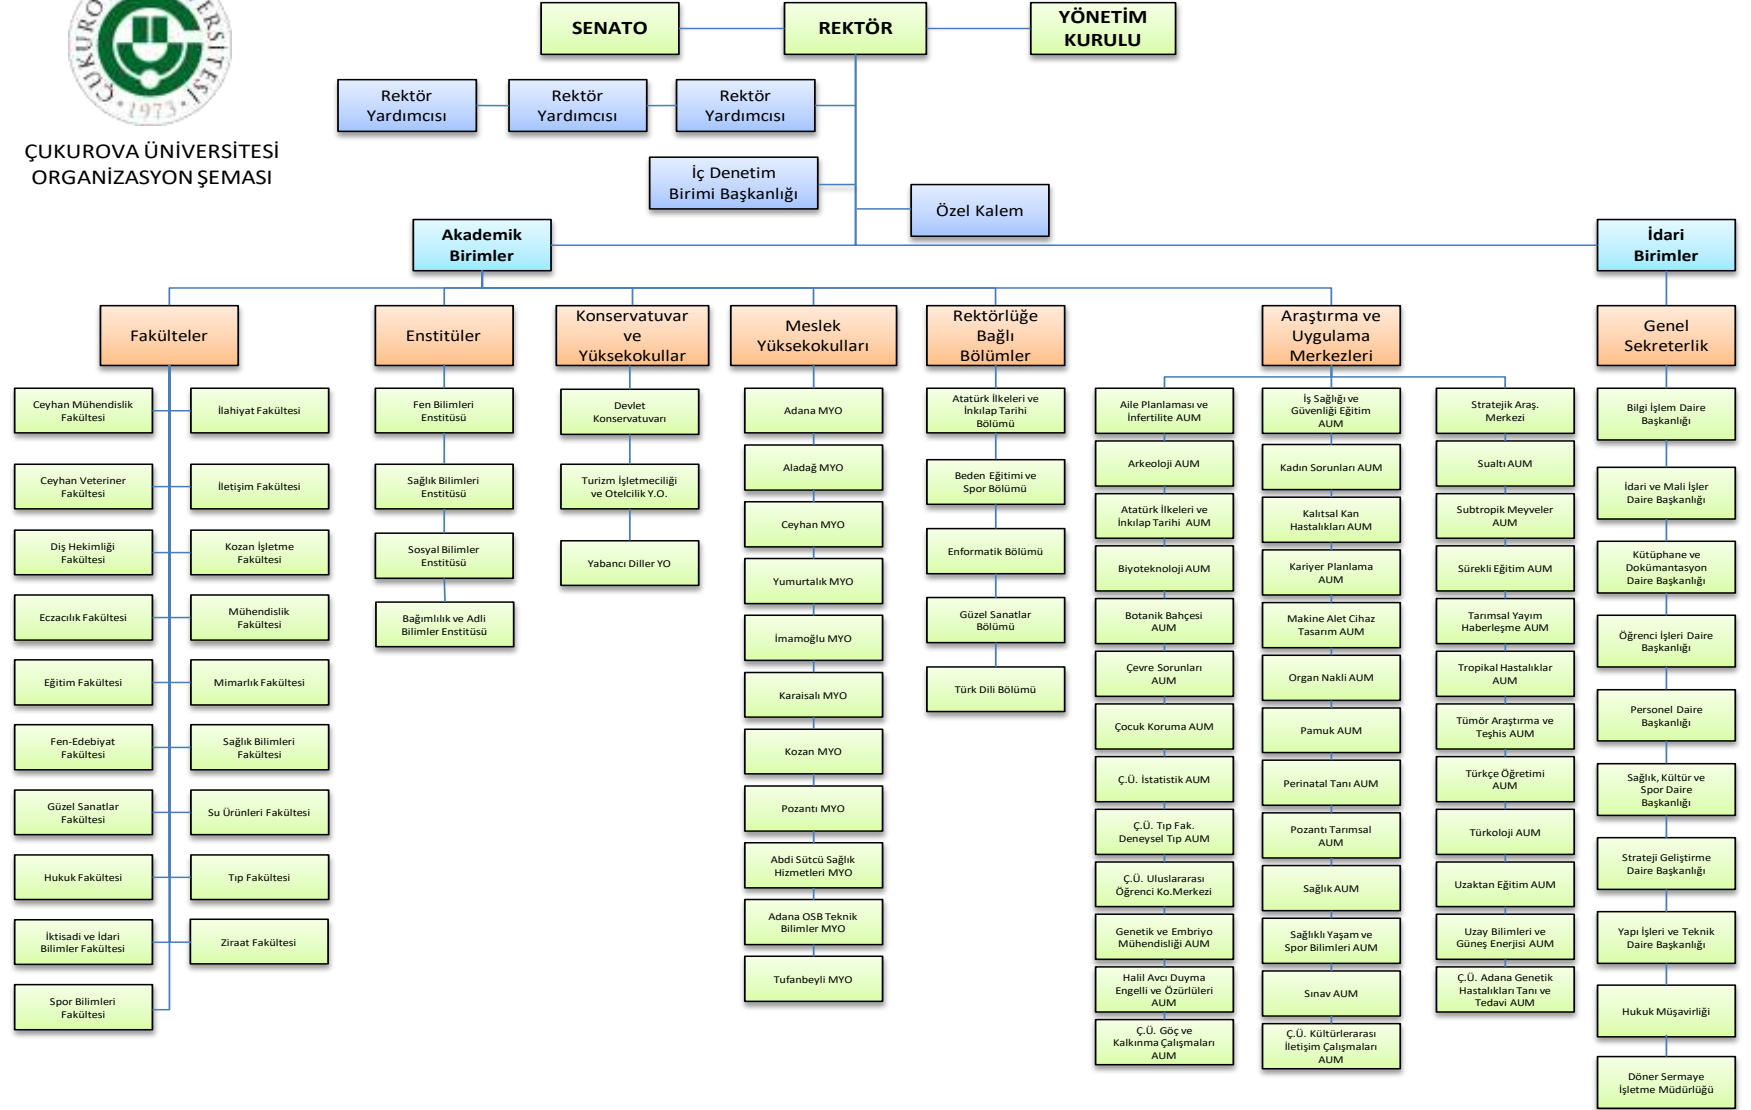 ÇUKUROVA ÜNİVERSİTESİ
ORGANİZASYON ŞEMASI
1973
SENATO
REKTÖR
YÖNETİM
KURULU
Rektör
Yardımcısı
Rektör
Yardımcısı
Rektör
Yardımcısı
İç Denetim
Birimi Başkanlığı
Özel Kalem
Akademik
Birimler
İdari
Birimler
Fakülteler
Enstitüler
Konservatuvar
ve
Yüksekokullar
Meslek
Yüksekokulları
Rektörlüğe
Bağlı
Bölümler
Araştırma ve
Uygulama
Merkezleri
Genel
Sekreterlik
Ceyhan Mühendislik
Fakültesi
Ceyhan Veteriner
Fakültesi
Diş Hekimliği
Fakültesi
Eczacılık Fakültesi
Eğitim Fakültesi
Fen-Edebiyat
Fakültesi
Güzel Sanatlar
Fakültesi
Hukuk Fakültesi
İktisadi ve İdari
Bilimler Fakültesi
Spor Bilimleri
Fakültesi
İlahiyat Fakültesi
İletişim Fakültesi
Kozan İşletme
Fakültesi
Mühendislik
Fakültesi
Mimarlık Fakültesi
Sağlık Bilimleri
Fakültesi
Su Ürünleri Fakültesi
Tıp Fakültesi
Ziraat Fakültesi
Fen Bilimleri
Enstitüsü
Sağlık Bilimleri
Enstitüsü
Sosyal Bilimler
Enstitüsü
Bağımlılık ve Adli
Bilimler Enstitüsü
Devlet
Konservatuvarı
Turizm İşletmeciliği
ve Otelcilik Y.O.
Yabancı Diller YO
Adana MYO
Aladağ MYO
Ceyhan MYO
Yumurtalık MYO
İmamoğlu MYO
Karaisalı MYO
Kozan MYO
Pozantı MYO
Abdi Sütcü Sağlık
Hizmetleri MYO
Adana OSB Teknik
Bilimler MYO
Tufanbeyli MYO
Atatürk İlkeleri ve
İnkılap Tarihi
Bölümü
Beden Eğitimi ve
Spor Bölümü
Enformatik Bölümü
Güzel Sanatlar
Bölümü
Türk Dili Bölümü
Aile Planlaması ve
İnfertilite AUM
Arkeoloji AUM
Atatürk İlkeleri ve
İnkılap Tarihi AUM
Biyoteknoloji AUM
Botanik Bahçesi
AUM
Çevre Sorunları
AUM
Çocuk Koruma AUM
Ç.Ü. İstatistik AUM
Ç.Ü. Tıp Fak.
Deneysel Tıp AUM
Ç.Ü. Uluslararası
Öğrenci Ko.Merkezi
Genetik ve Embriyo
Mühendisliği AUM
Halil Avcı Duyma
Engelli ve Özürlüleri
AUM
Ç.Ü. Göç ve
Kalkınma Çalışmaları
AUM
İş Sağlığı ve
Güvenliği Eğitim
AUM
Kadın Sorunları AUM
Kalıtsal Kan
Hastalıkları AUM
Kariyer Planlama
AUM
Makine Alet Cihaz
Tasarım AUM
Organ Nakli AUM
Pamuk AUM
Perinatal Tanı AUM
Pozantı Tarımsal
AUM
Sağlık AUM
Sağlıklı Yaşam ve
Spor Bilimleri AUM
Sınav AUM
Ç.Ü. Kültürlerarası
İletişim Çalışmaları
AUM
Stratejik Araş.
Merkezi
Sualtı AUM
Subtropik Meyveler
AUM
Sürekli Eğitim AUM
Tarımsal Yayım
Haberleşme AUM
Tropikal Hastalıklar
AUM
Tümör Araştırma ve
Teşhis AUM
Türkçe Öğretimi
AUM
Türkoloji AUM
Uzaktan Eğitim AUM
Uzay Bilimleri ve
Güneş Enerjisi AUM
Ç.Ü. Adana Genetik
Hastalıkları Tanı ve
Tedavi AUM
Bilgi İşlem Daire
Başkanlığı
İdari ve Mali İşler
Daire Başkanlığı
Kütüphane ve
Dokümantasyon
Daire Başkanlığı
Öğrenci İşleri Daire
Başkanlığı
Personel Daire
Başkanlığı
Sağlık, Kültür ve
Spor Daire
Başkanlığı
Strateji Geliştirme
Daire Başkanlığı
Yapı İşleri ve Teknik
Daire Başkanlığı
Hukuk Müşavirliği
Döner Sermaye
İşletme Müdürlüğü